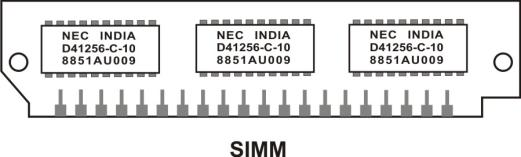 NEC INDIA
D41256-C-10
8851AU009
NEC INDIA
D41256-C-10
8851AU009
NEC INDIA
D41256-C-10
8851AU009
SIMM